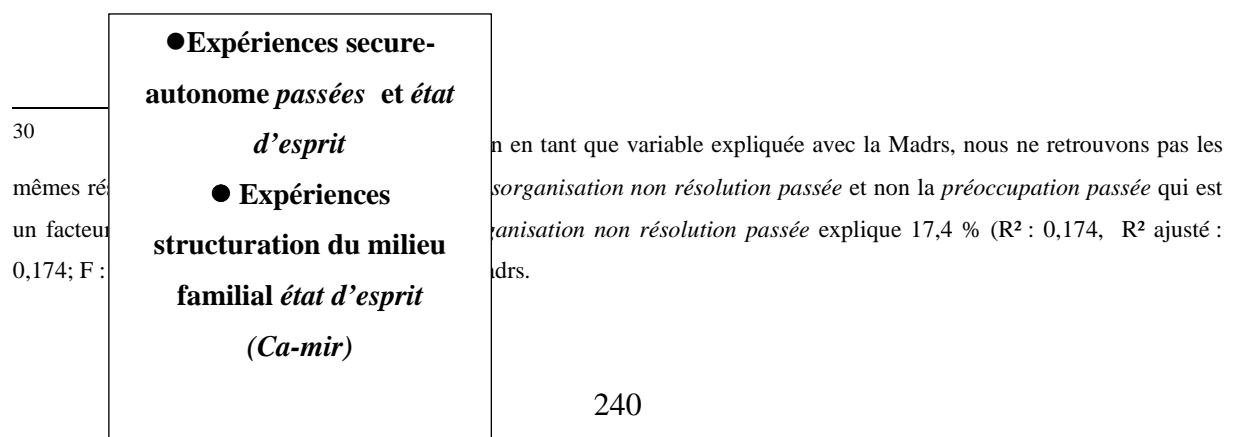 ●Expériences secure-
autonome passées et état
d’esprit
● Expériences
structuration du milieu
familial état d’esprit
(Ca-mir)
30
en tant que variable expliquée avec la Madrs, nous ne retrouvons pas les
mêmes sorganisation non résolution passée et non la préoccupation passée qui est
un facteur anisation non résolution passée explique 17,4 % (R² : 0,174, R² ajusté :
0,174; F : drs.
240